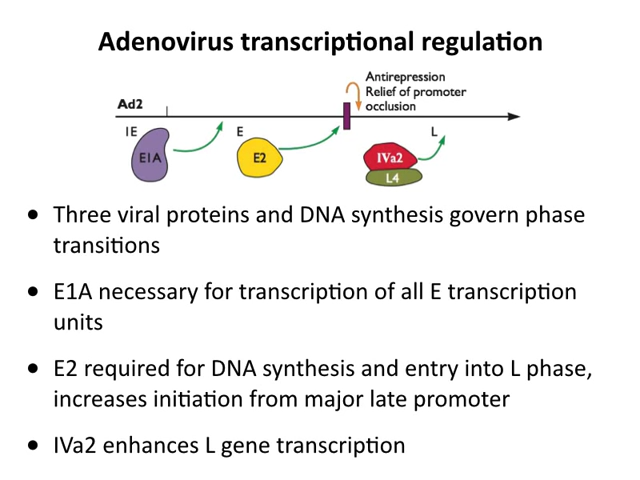 Adenovirus transcriptional regulation
Antirepression
Relief of promoter
occlusion
Ad2
IE
E
L
E1A
E2
IVa2
L4
• Three viral proteins and DNA synthesis govern phase
transitions
• E1A necessary for transcription of all E transcription
units
• E2 required for DNA synthesis and entry into L phase,
increases initiation from major late promoter
• IVa2 enhances L gene transcription